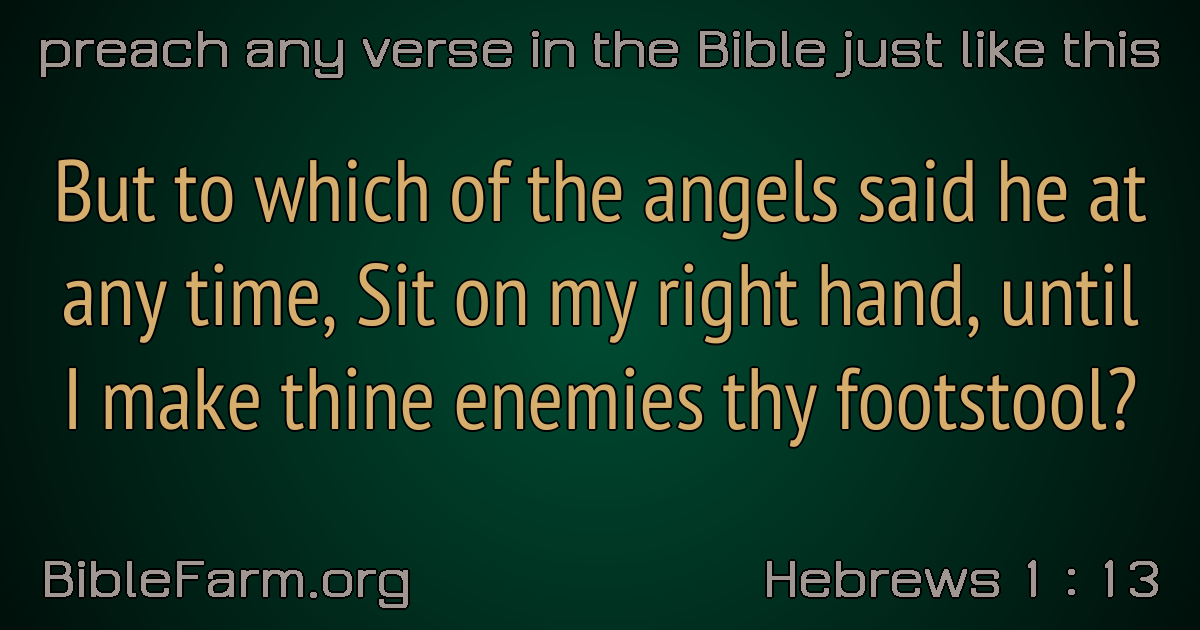 preach any verse in the Bible just like this
But to which of the angels said he at
any time, Sit on my right hand, until
I make thine enemies thy footstool?
BibleFarm.org
Hebrews 1 : 13